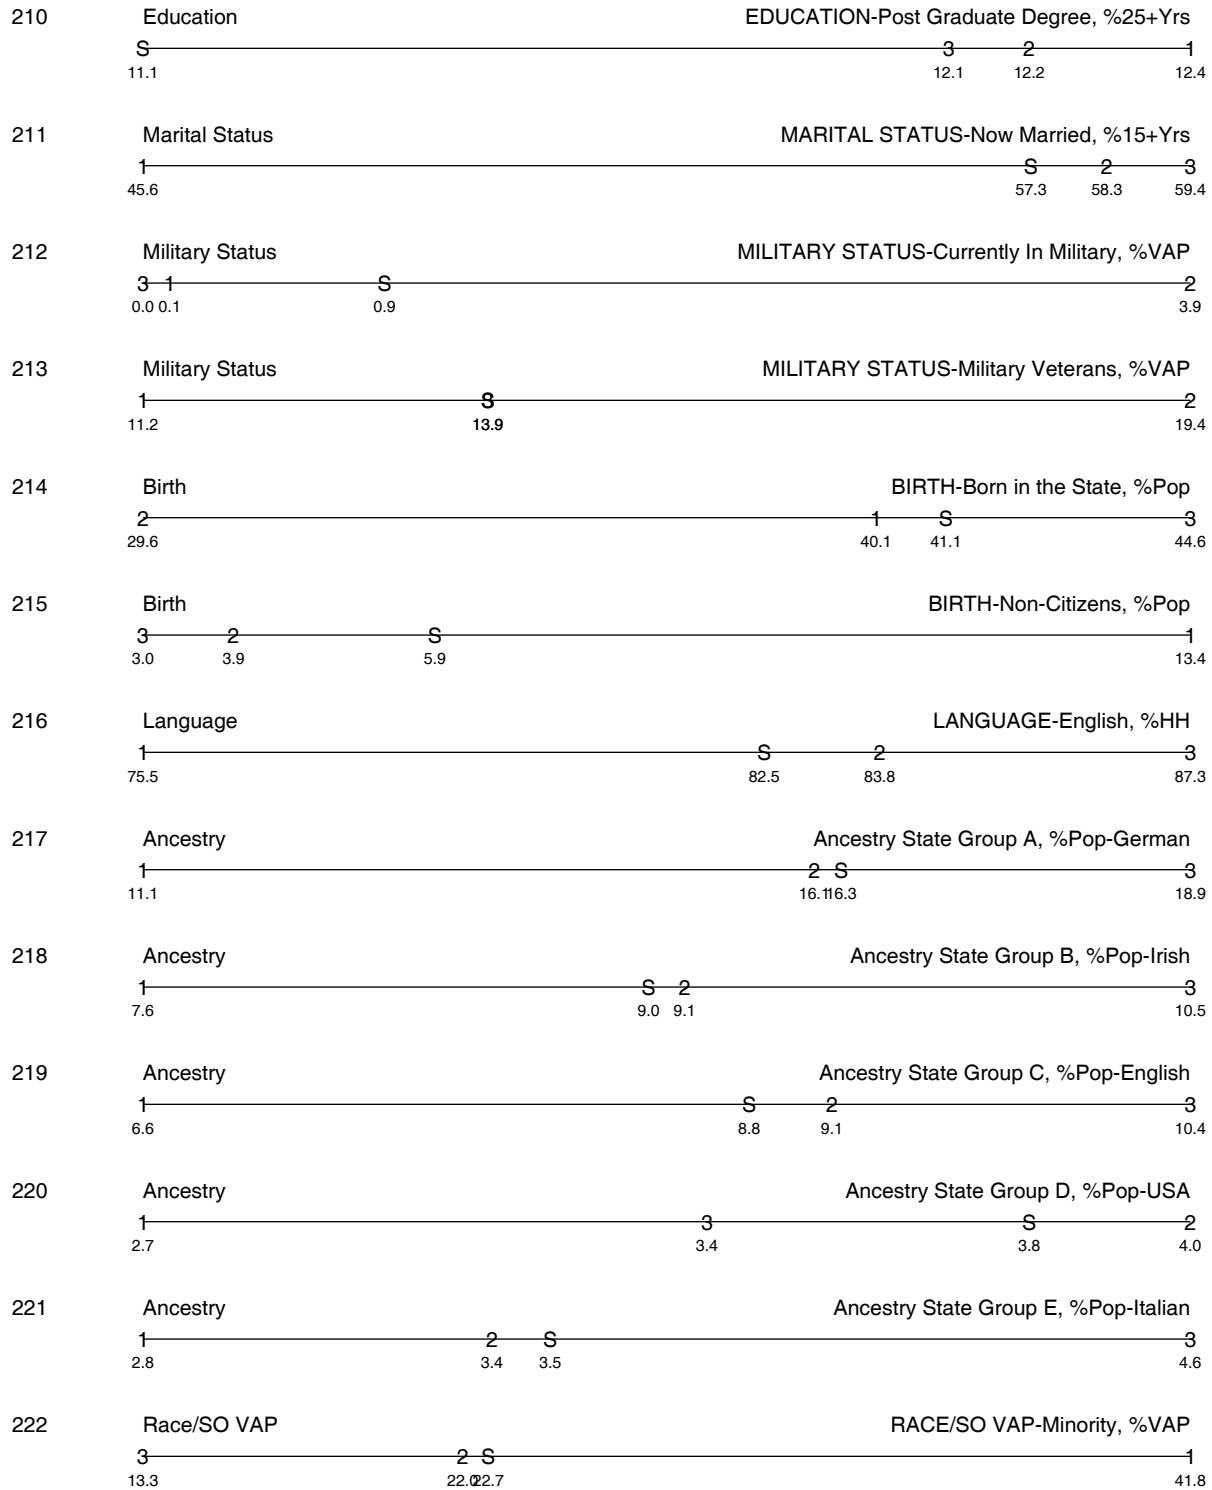 210 Education EDUCATION-Post Graduate Degree, %25+Yrs
S 3 2 1
11.1 12.1 12.2 12.4
211 Marital Status MARITAL STATUS-Now Married, %15+Yrs
1 S 2 3
45.6 57.3 58.3 59.4
212 Military Status MILITARY STATUS-Currently In Military, %VAP
3 1 S 2
0.0 0.1 0.9 3.9
213 Military Status MILITARY STATUS-Military Veterans, %VAP
1 S 3 2
11.2 13.9 13.9 19.4
214 Birth BIRTH-Born in the State, %Pop
2 1 S 3
29.6 40.1 41.1 44.6
215 Birth BIRTH-Non-Citizens, %Pop
3 2 S 1
3.0 3.9 5.9 13.4
216 Language LANGUAGE-English, %HH
1 S 2 3
75.5 82.5 83.8 87.3
217 Ancestry Ancestry State Group A, %Pop-German
1 2 S 3
11.1 16.1 16.3 18.9
218 Ancestry Ancestry State Group B, %Pop-Irish
1 S 2 3
7.6 9.0 9.1 10.5
219 Ancestry Ancestry State Group C, %Pop-English
1 S 2 3
6.6 8.8 9.1 10.4
220 Ancestry Ancestry State Group D, %Pop-USA
1 3 S 2
2.7 3.4 3.8 4.0
221 Ancestry Ancestry State Group E, %Pop-Italian
1 2 S 3
2.8 3.4 3.5 4.6
222 Race/SO VAP RACE/SO VAP-Minority, %VAP
3 2 S 1
13.3 22.0 22.7 41.8